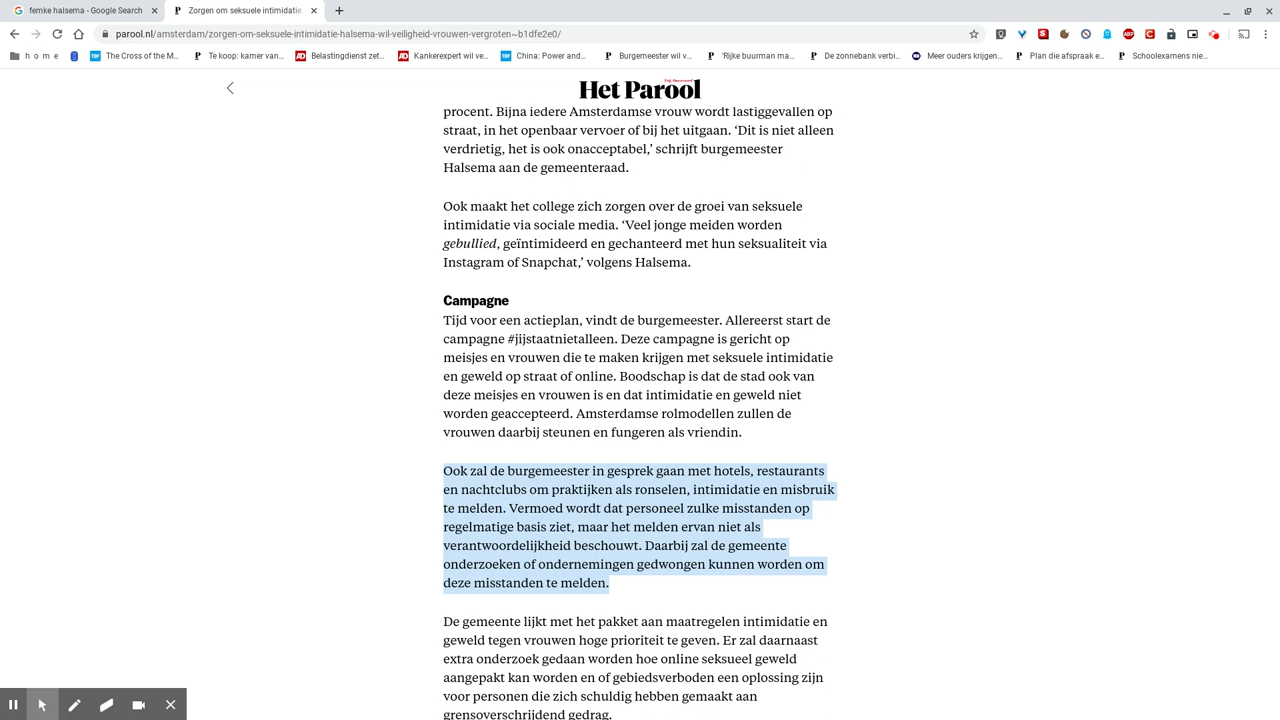 femke halsema - Google Search
Zorgen om seksuele intimidatie
parool.nl/amsterdam/zorgen-om-seksuele-intimidatie-halsema-wil-veiligheid-vrouwen-vergroten~b1dfe2e0/
h o m e
The Cross of the M...
Te koop: kamer van...
Belastingdienst zet...
Kankerexpert wil ve...
China: Power and...
Burgemeester wil v...
'Rijke buurman ma...
De zonnebank verbi...
Meer ouders krijgen...
Plan die afspraak e...
Schoolexamens nie...
Het Parool
procent. Bijna iedere Amsterdamse vrouw wordt lastiggevallen op
straat, in het openbaar vervoer of bij het uitgaan. ‘Dit is niet alleen
verdrietig, het is ook onacceptabel,’ schrijft burgemeester
Halsema aan de gemeenteraad.
Ook maakt het college zich zorgen over de groei van seksuele
intimidatie via sociale media. ‘Veel jonge meiden worden
gebullied, geïntimideerd en gechanteerd met hun seksualiteit via
Instagram of Snapchat,’ volgens Halsema.
Campagne
Tijd voor een actieplan, vindt de burgemeester. Allereerst start de
campagne #jijstaatnietalleen. Deze campagne is gericht op
meisjes en vrouwen die te maken krijgen met seksuele intimidatie
en geweld op straat of online. Boodschap is dat de stad ook van
deze meisjes en vrouwen is en dat intimidatie en geweld niet
worden geaccepteerd. Amsterdamse rolmodellen zullen de
vrouwen daarbij steunen en fungeren als vriendin.
Ook zal de burgemeester in gesprek gaan met hotels, restaurants
en nachtclubs om praktijken als ronselen, intimidatie en misbruik
te melden. Vermoed wordt dat personeel zulke misstanden op
regelmatige basis ziet, maar het melden ervan niet als
verantwoordelijkheid beschouwt. Daarbij zal de gemeente
onderzoeken of ondernemingen gedwongen kunnen worden om
deze misstanden te melden.
De gemeente lijkt met het pakket aan maatregelen intimidatie en
geweld tegen vrouwen hoge prioriteit te geven. Er zal daarnaast
extra onderzoek gedaan worden hoe online seksueel geweld
aangepakt kan worden en of gebiedsverboden een oplossing zijn
voor personen die zich schuldig hebben gemaakt aan
grensoverschrijdend gedrag.